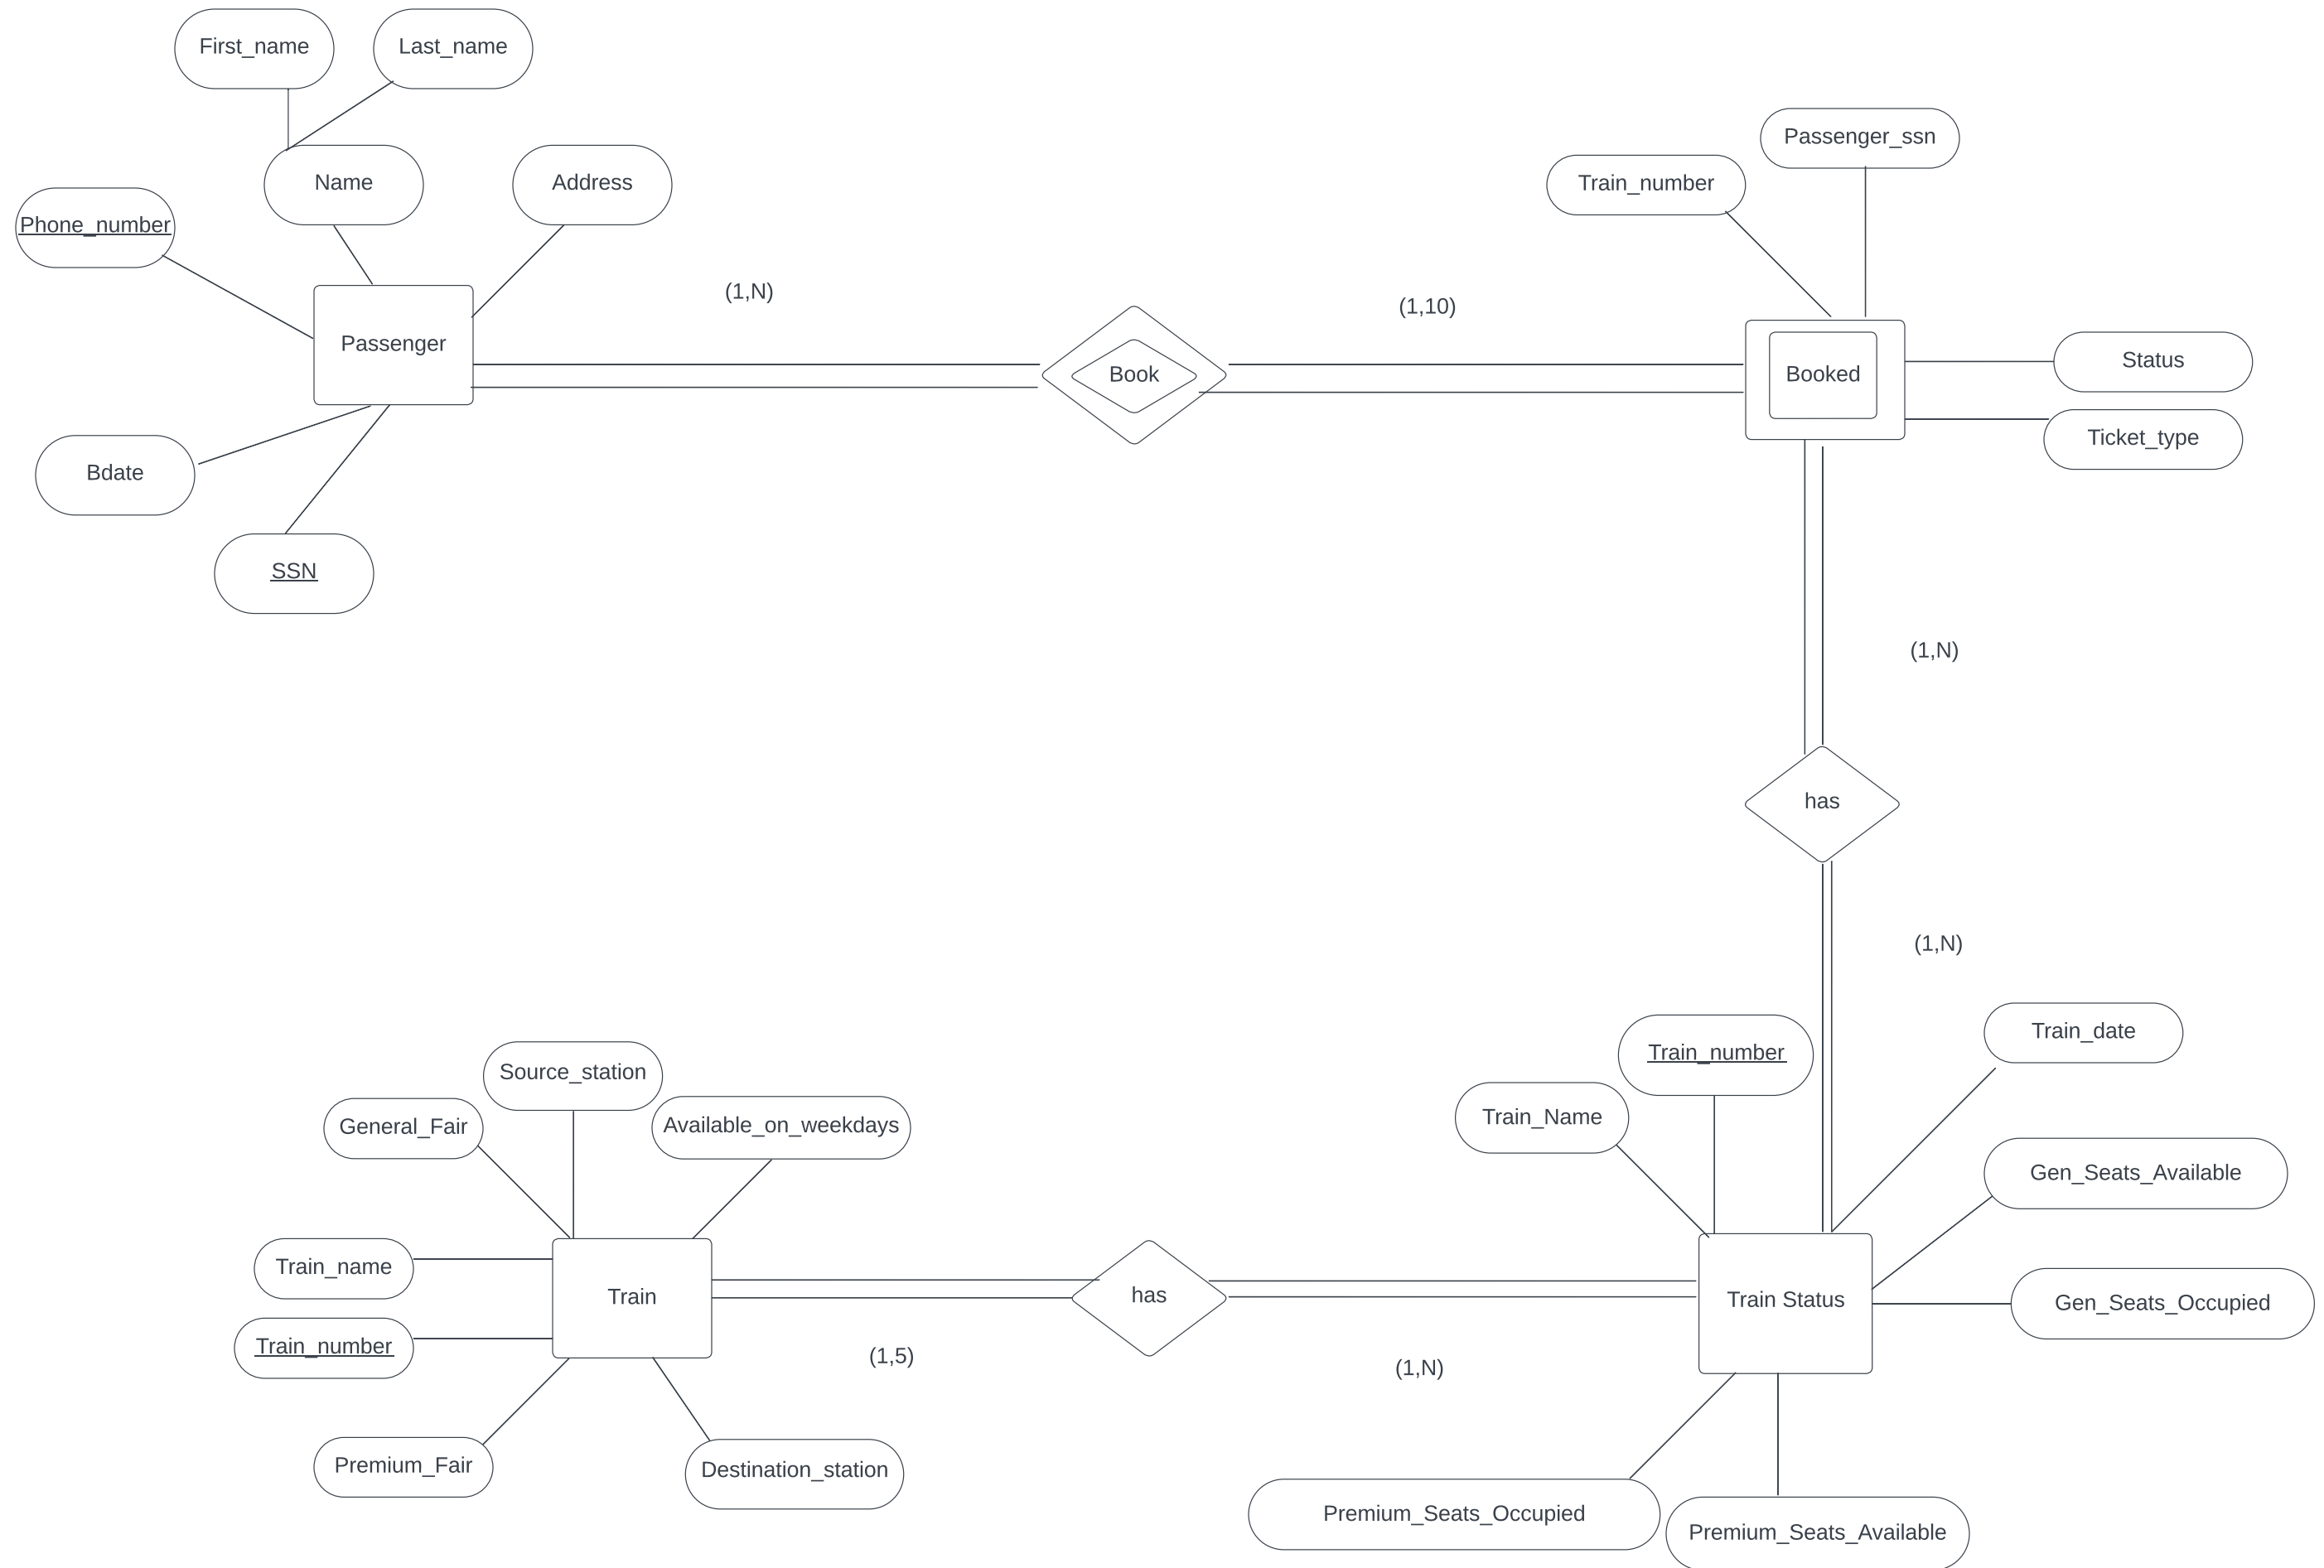 First_name
Last_name
Passenger_ssn
Name
Address
Train_number
Phone_number
(1,N)
(1,10)
Passenger
Book
Booked
Status
Ticket_type
Bdate
SSN
(1,N)
has
(1,N)
Train_date
Train_number
Source_station
Train_Name
General_Fair
Available_on_weekdays
Gen_Seats_Available
Train_name
Train
has
Train Status
Gen_Seats_Occupied
Train_number
(1,5)
(1,N)
Premium_Fair
Destination_station
Premium_Seats_Occupied
Premium_Seats_Available